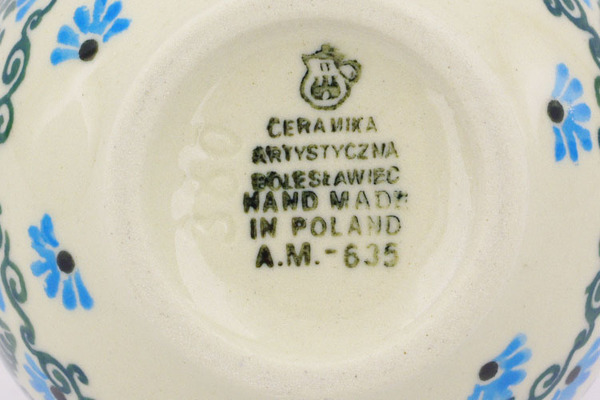 CERAMIKA
ARTYSTYCZNA
BOLESŁAWIEC
HAND MADE
IN POLAND
A.M.-635